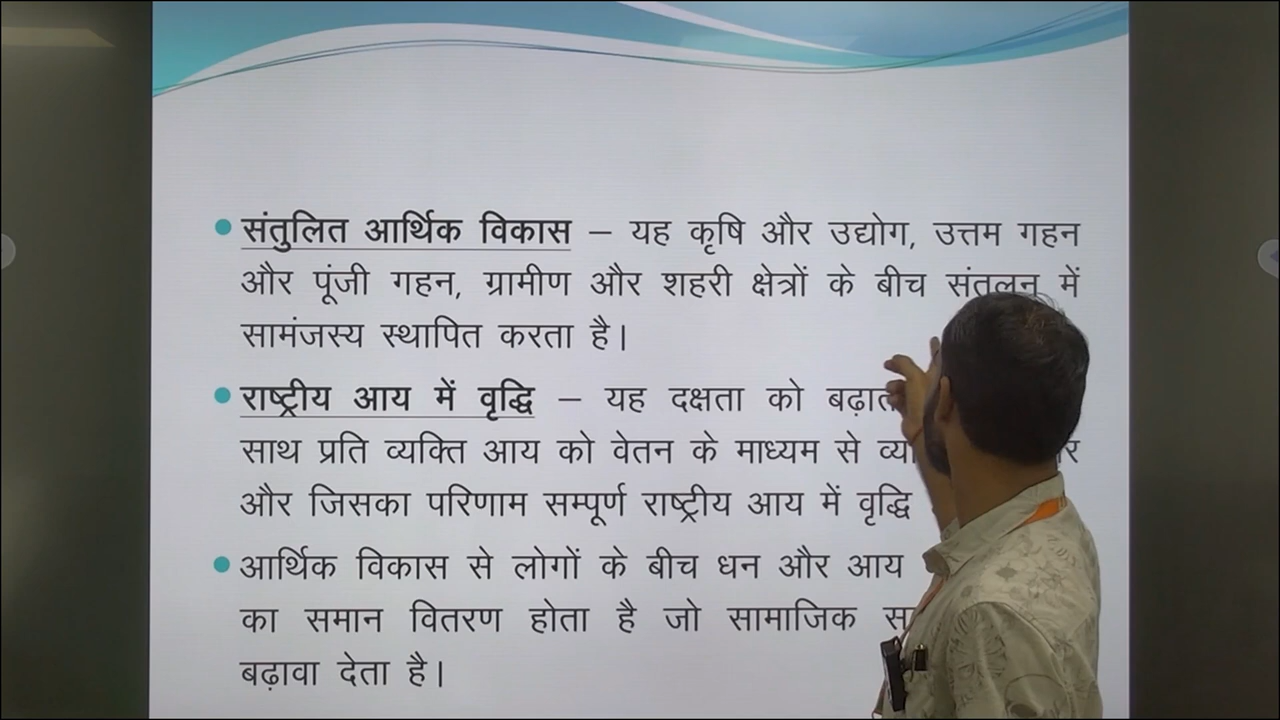 संतुलित आर्थिक विकास – यह कृषि और उद्योग, उत्तम गहन
और पूंजी गहन, ग्रामीण और शहरी क्षेत्रों के बीच संतुलन में
सामंजस्य स्थापित करता है।
राष्ट्रीय आय में वृद्धि – यह दक्षता को
साथ प्रति व्यक्ति आय को वेतन के माध्यम से
और जिसका परिणाम सम्पूर्ण राष्ट्रीय आय में वृद्धि
आर्थिक विकास से लोगों के बीच धन और आय
का समान वितरण होता है जो सामाजिक
बढ़ावा देता है।